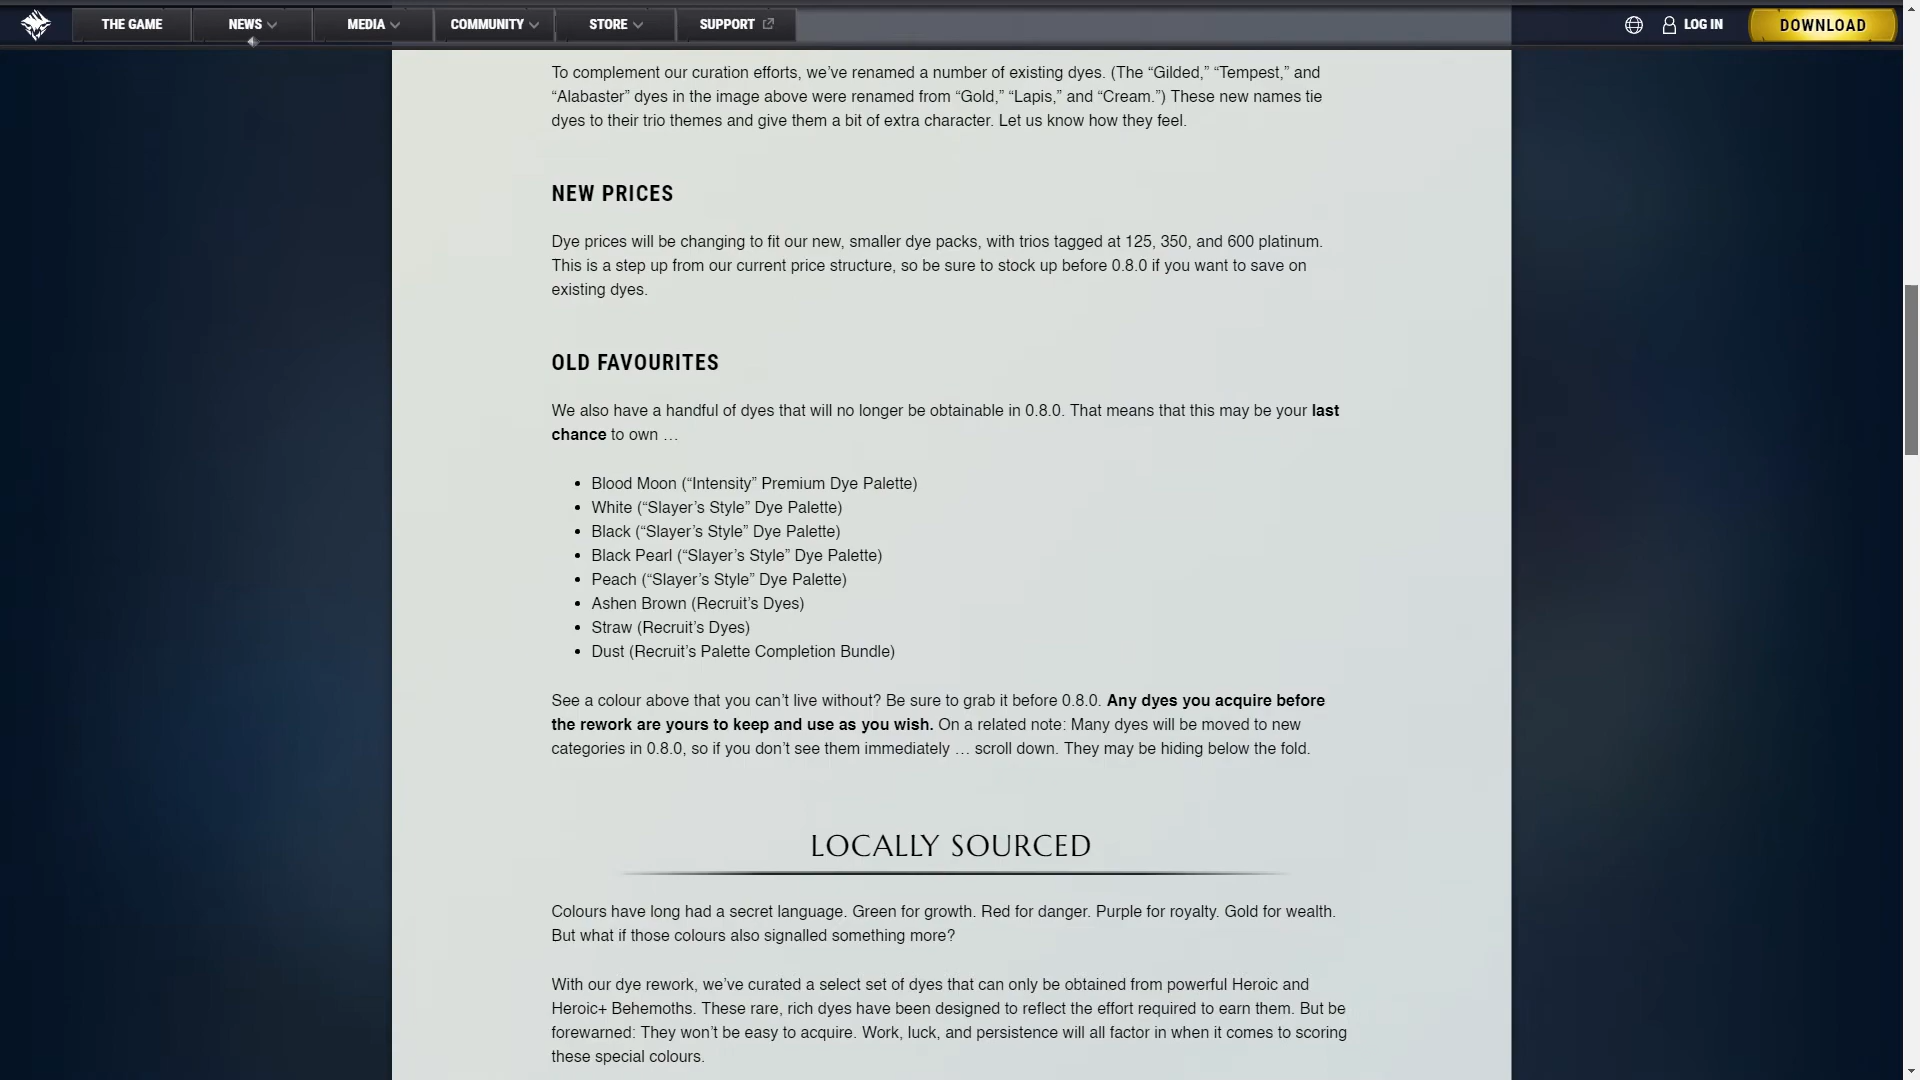 THE GAME
NEWS
MEDIA
COMMUNITY
STORE
SUPPORT
LOG IN
DOWNLOAD
To complement our curation efforts, we’ve renamed a number of existing dyes. (The “Gilded,” “Tempest,” and
“Alabaster” dyes in the image above were renamed from “Gold,” “Lapis,” and “Cream.”) These new names tie
dyes to their trio themes and give them a bit of extra character. Let us know how they feel.
NEW PRICES
Dye prices will be changing to fit our new, smaller dye packs, with trios tagged at 125, 350, and 600 platinum.
This is a step up from our current price structure, so be sure to stock up before 0.8.0 if you want to save on
existing dyes.
OLD FAVOURITES
We also have a handful of dyes that will no longer be obtainable in 0.8.0. That means that this may be your last
chance to own …
• Blood Moon (“Intensity” Premium Dye Palette)
• White (“Slayer’s Style” Dye Palette)
• Black (“Slayer’s Style” Dye Palette)
• Black Pearl (“Slayer’s Style” Dye Palette)
• Peach (“Slayer’s Style” Dye Palette)
• Ashen Brown (Recruit’s Dyes)
• Straw (Recruit’s Dyes)
• Dust (Recruit’s Palette Completion Bundle)
See a colour above that you can’t live without? Be sure to grab it before 0.8.0. Any dyes you acquire before
the rework are yours to keep and use as you wish. On a related note: Many dyes will be moved to new
categories in 0.8.0, so if you don’t see them immediately … scroll down. They may be hiding below the fold.
LOCALLY SOURCED
Colours have long had a secret language. Green for growth. Red for danger. Purple for royalty. Gold for wealth.
But what if those colours also signalled something more?
With our dye rework, we’ve curated a select set of dyes that can only be obtained from powerful Heroic and
Heroic+ Behemoths. These rare, rich dyes have been designed to reflect the effort required to earn them. But be
forewarned: They won’t be easy to acquire. Work, luck, and persistence will all factor in when it comes to scoring
these special colours.